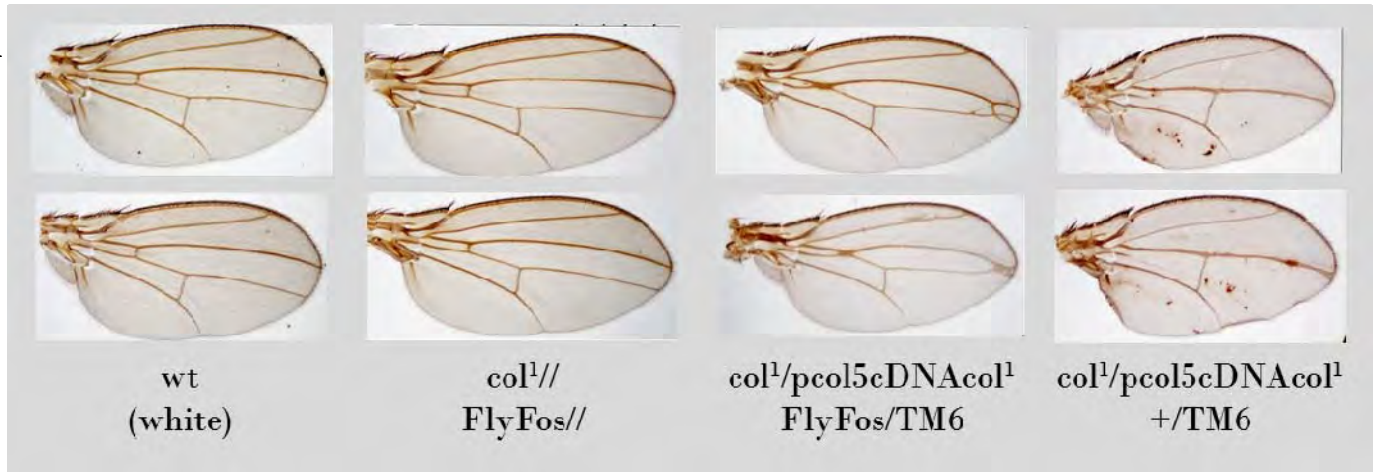 wt
(white)
col¹//
FlyFos//
col¹/pcol5cDNAcol¹
FlyFos/TM6
col¹/pcol5cDNAcol¹
+/TM6